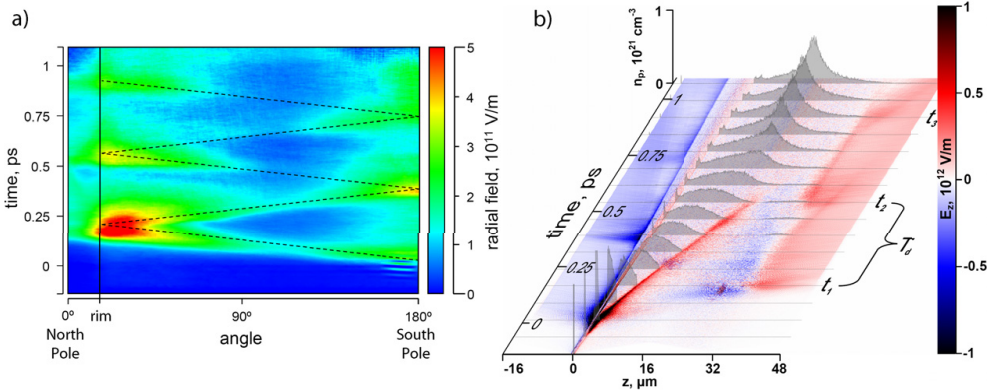 a)
time, ps
1
0.75
0.5
0.25
0
0°
rim
90°
180°
North
Pole
angle
South
Pole
5
4
3
2
1
0
radial field, 10¹¹ V/m
b)
nₚ, 10²¹ cm⁻³
1
0
time, ps
1
0.75
0.5
0.25
0
t₃
t₂
T_d
t₁
-16
0
16
32
48
z, μm
1
0.5
0
-0.5
-1
E_z, 10¹² V/m